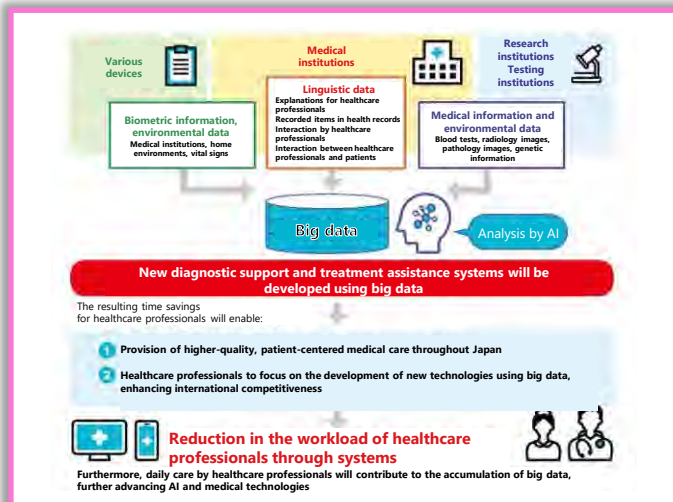 Various
devices
Medical
institutions
Research
institutions
Testing
institutions
Biometric information,
environmental data
Medical institutions, home
environments, vital signs
Linguistic data
Explanations for healthcare
professionals
Recorded items in health records
Interaction by healthcare
professionals
Interaction between healthcare
professionals and patients
Medical information and
environmental data
Blood tests, radiology images,
pathology images, genetic
information
Big data
Analysis by AI
New diagnostic support and treatment assistance systems will be
developed using big data
The resulting time savings
for healthcare professionals will enable:
1 Provision of higher-quality, patient-centered medical care throughout Japan
2 Healthcare professionals to focus on the development of new technologies using big data,
enhancing international competitiveness
Reduction in the workload of healthcare
professionals through systems
Furthermore, daily care by healthcare professionals will contribute to the accumulation of big data,
further advancing AI and medical technologies